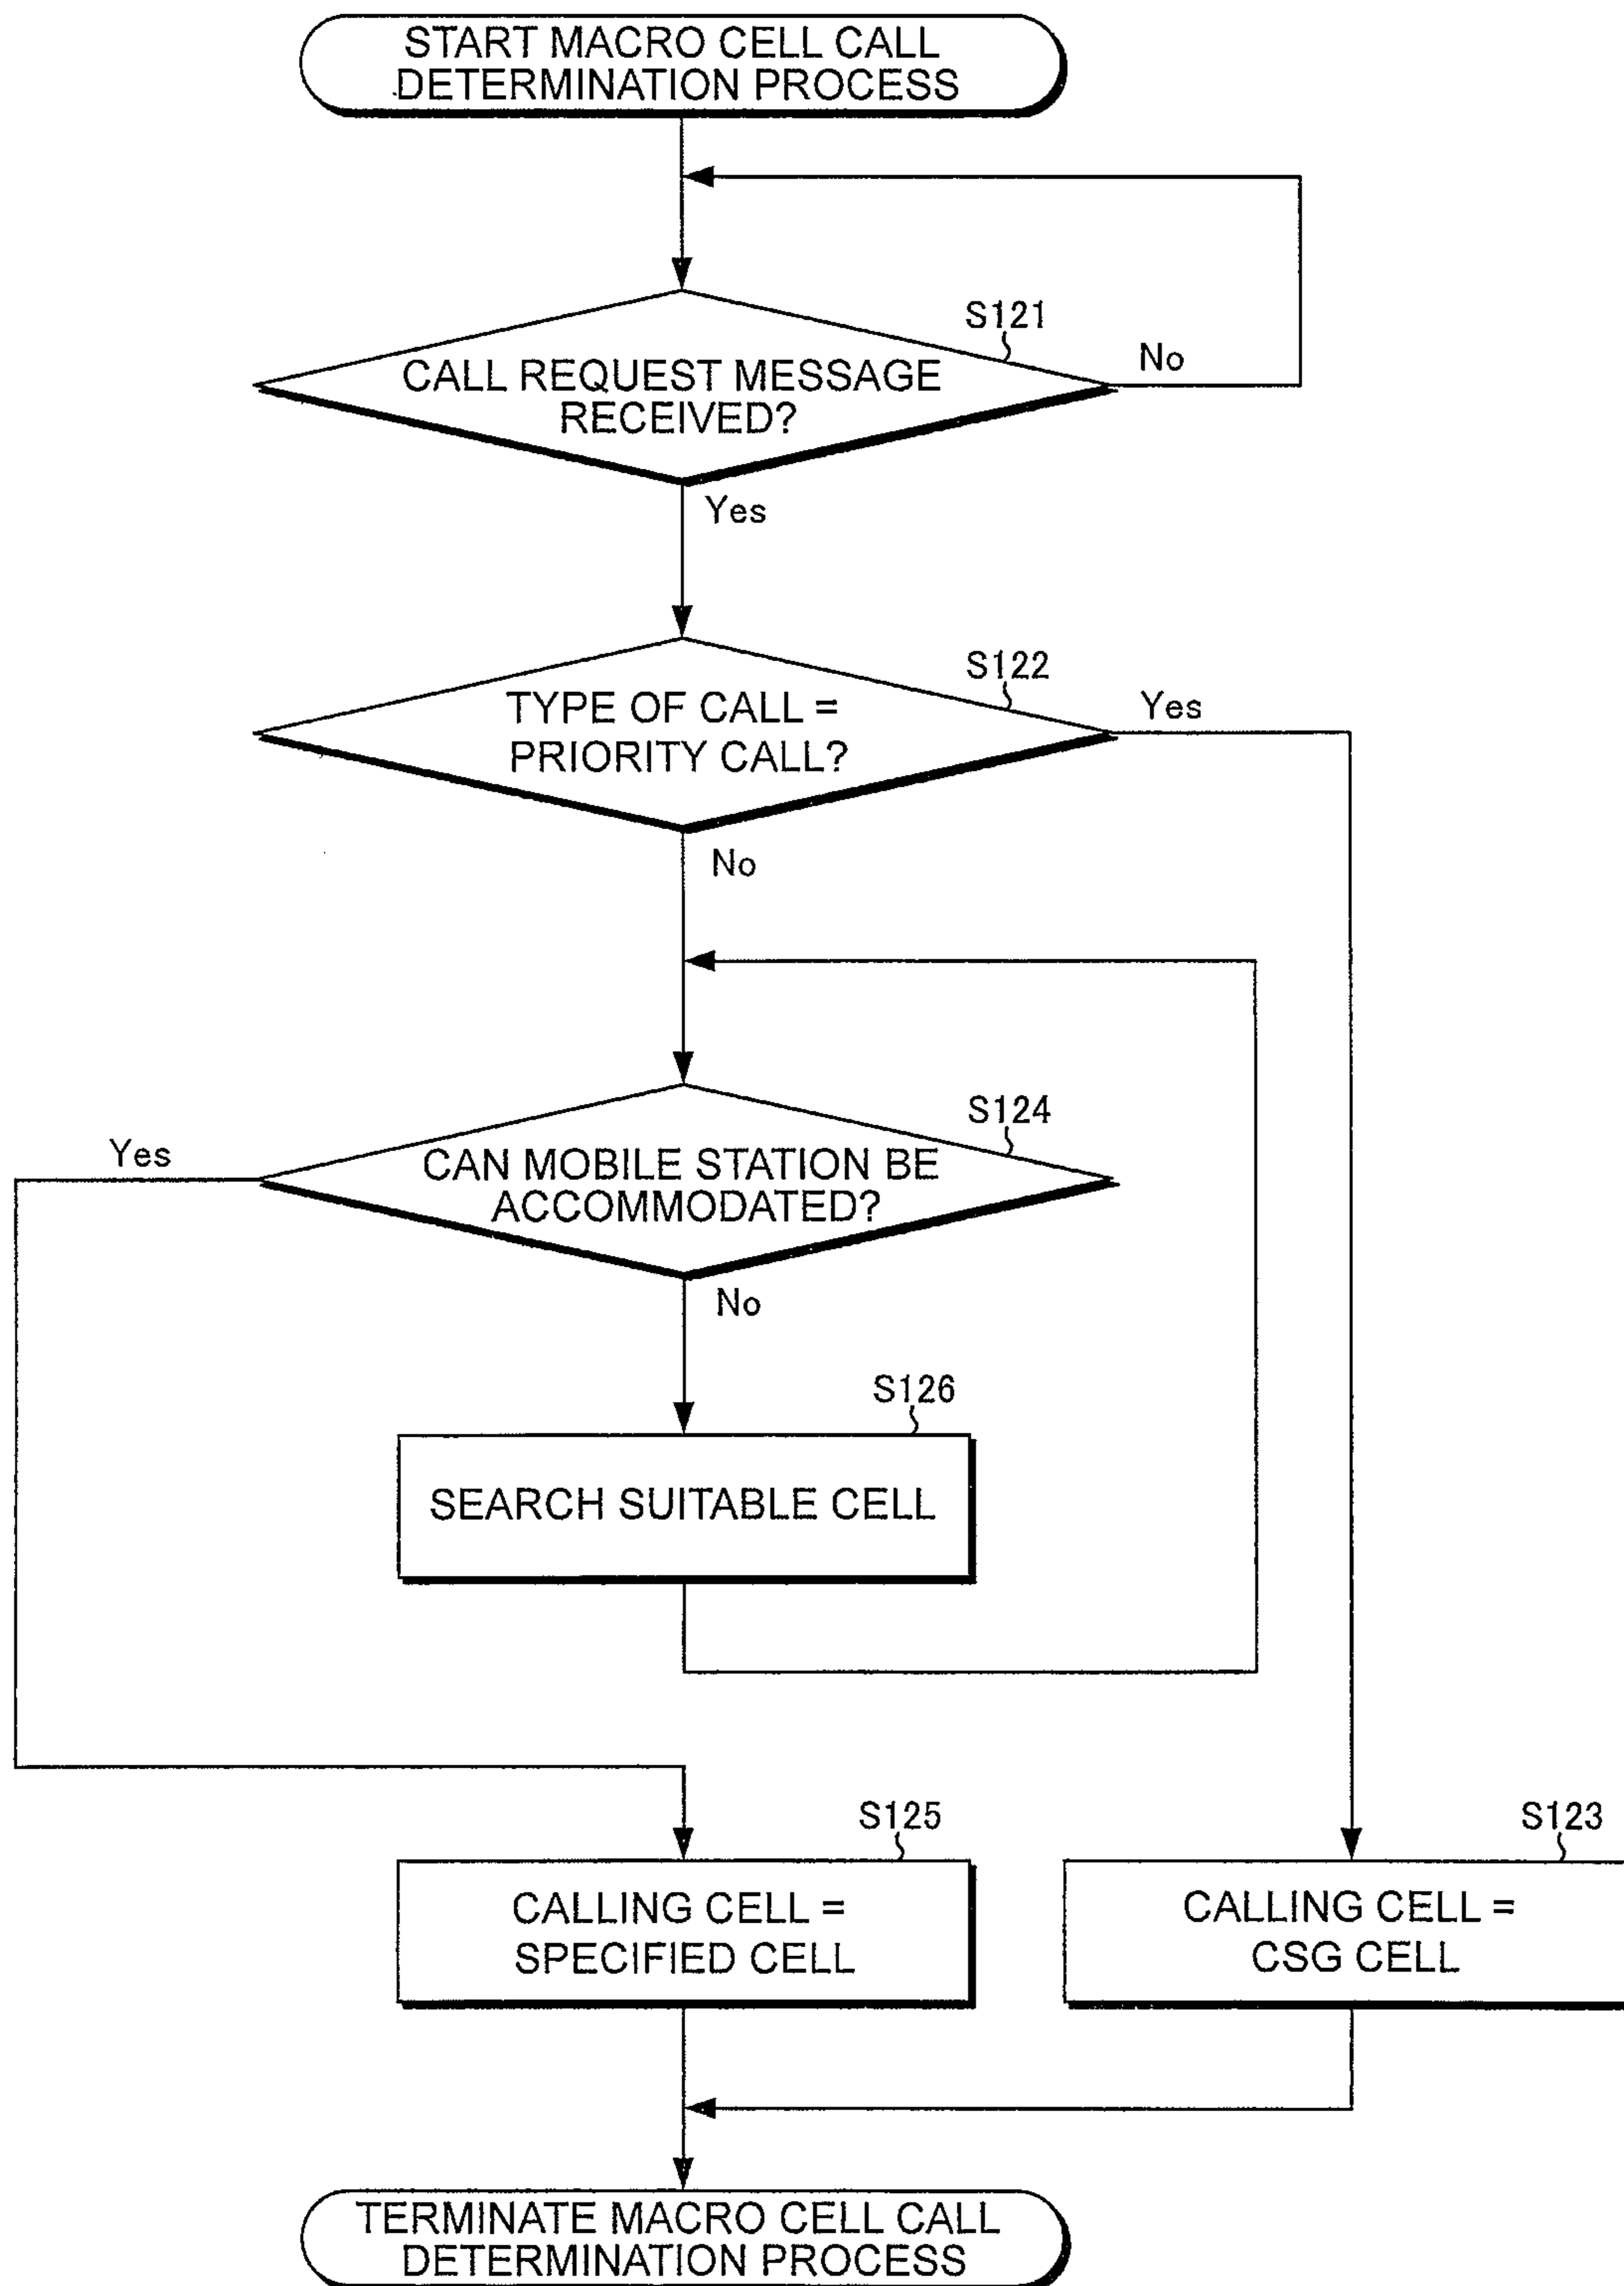 START MACRO CELL CALL
DETERMINATION PROCESS
S121
CALL REQUEST MESSAGE
RECEIVED?
No
Yes
S122
TYPE OF CALL =
PRIORITY CALL?
Yes
No
S124
Yes
CAN MOBILE STATION BE
ACCOMMODATED?
No
S126
SEARCH SUITABLE CELL
S125
CALLING CELL =
SPECIFIED CELL
S123
CALLING CELL =
CSG CELL
TERMINATE MACRO CELL CALL
DETERMINATION PROCESS